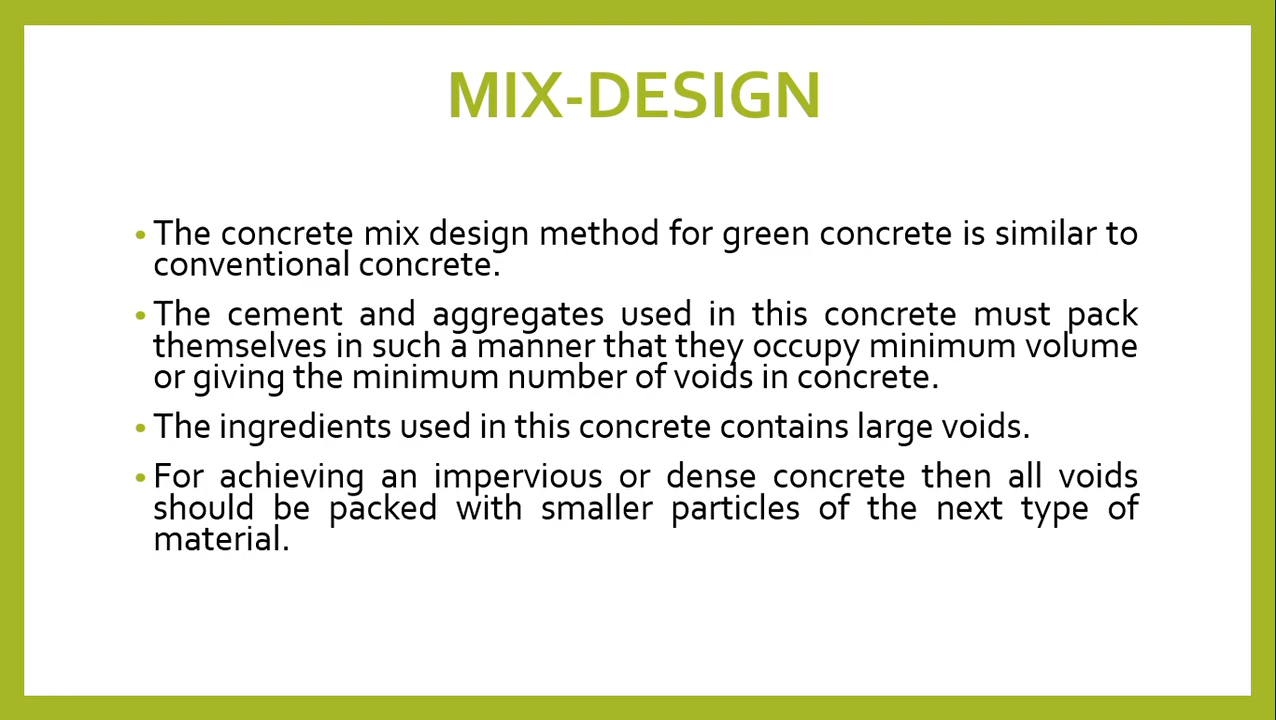 MIX-DESIGN
• The concrete mix design method for green concrete is similar to
conventional concrete.
• The cement and aggregates used in this concrete must pack
themselves in such a manner that they occupy minimum volume
or giving the minimum number of voids in concrete.
• The ingredients used in this concrete contains large voids.
• For achieving an impervious or dense concrete then all voids
should be packed with smaller particles of the next type of
material.